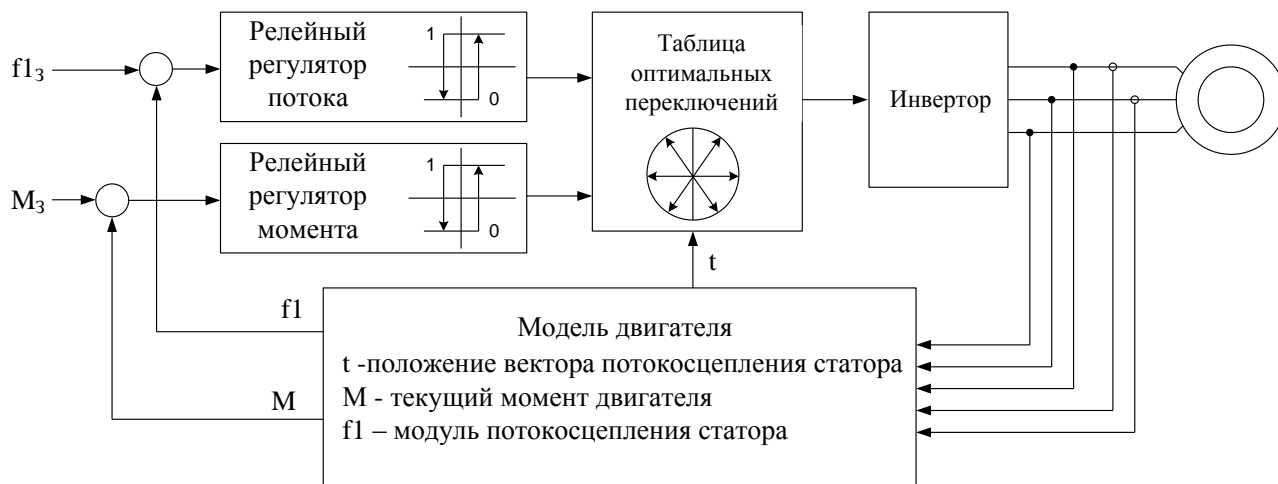 f1з
Релейный
регулятор
потока
1
0
Таблица
оптимальных
переключений
Инвертор
Mз
Релейный
регулятор
момента
1
0
t
f1
M
Модель двигателя
t -положение вектора потокосцепления статора
M - текущий момент двигателя
f1 – модуль потокосцепления статора